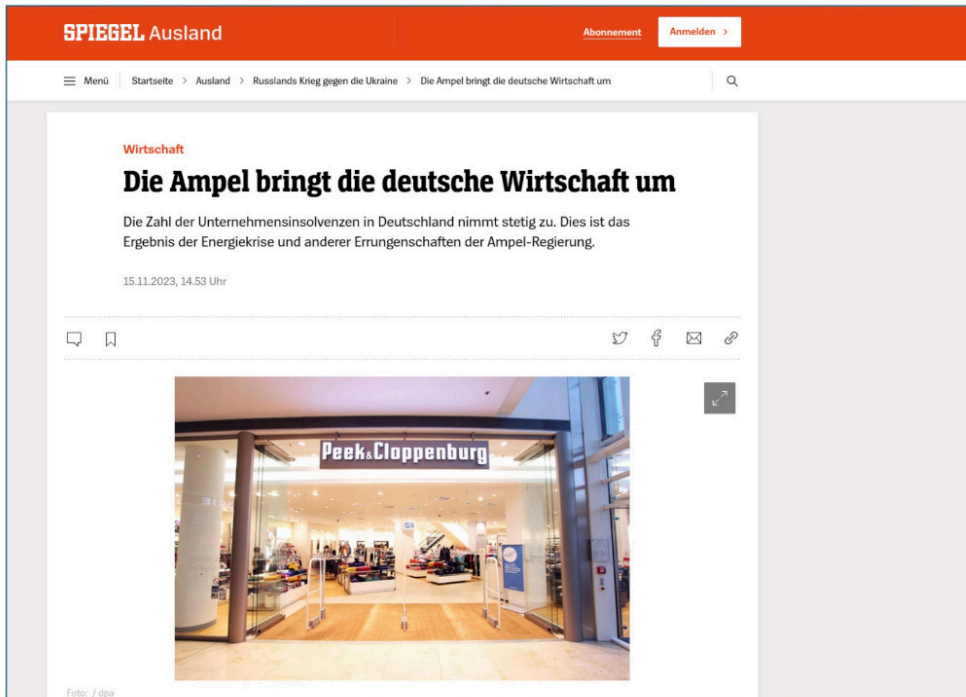 SPIEGEL Ausland
Abonnement
Anmelden >
Menü
Startseite > Ausland > Russlands Krieg gegen die Ukraine > Die Ampel bringt die deutsche Wirtschaft um
Wirtschaft
Die Ampel bringt die deutsche Wirtschaft um
Die Zahl der Unternehmensinsolvenzen in Deutschland nimmt stetig zu. Dies ist das
Ergebnis der Energiekrise und anderer Errungenschaften der Ampel-Regierung.
15.11.2023, 14.53 Uhr
Peek&Cloppenburg
Foto: / dpa